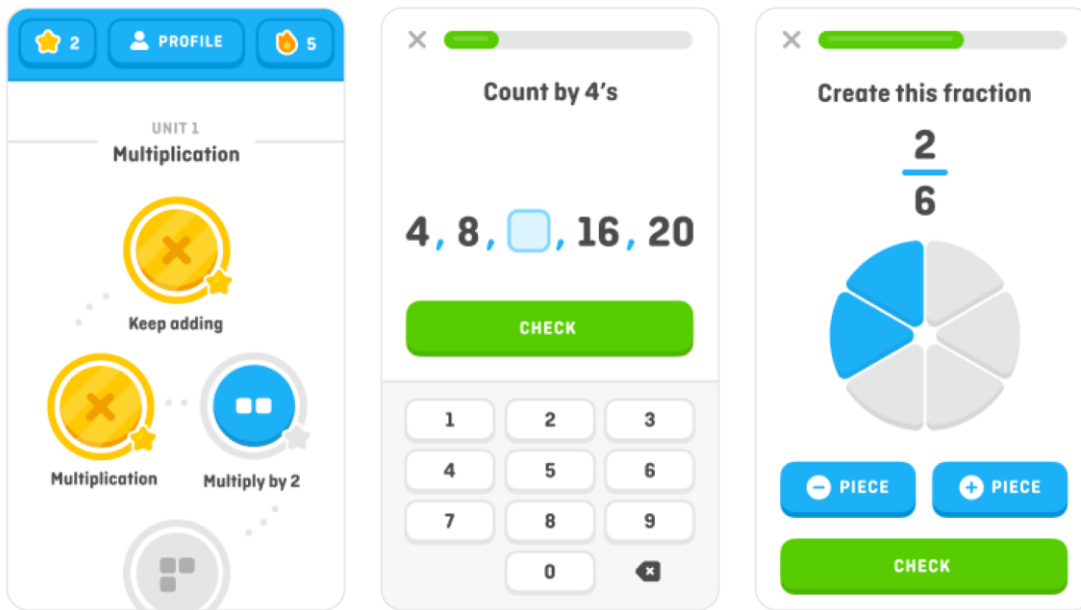 2 PROFILE 5
UNIT 1
Multiplication
Keep adding
Multiplication
Multiply by 2
Count by 4's
4, 8, , 16, 20
CHECK
1 2 3
4 5 6
7 8 9
0
Create this fraction
2
6
PIECE PIECE
CHECK